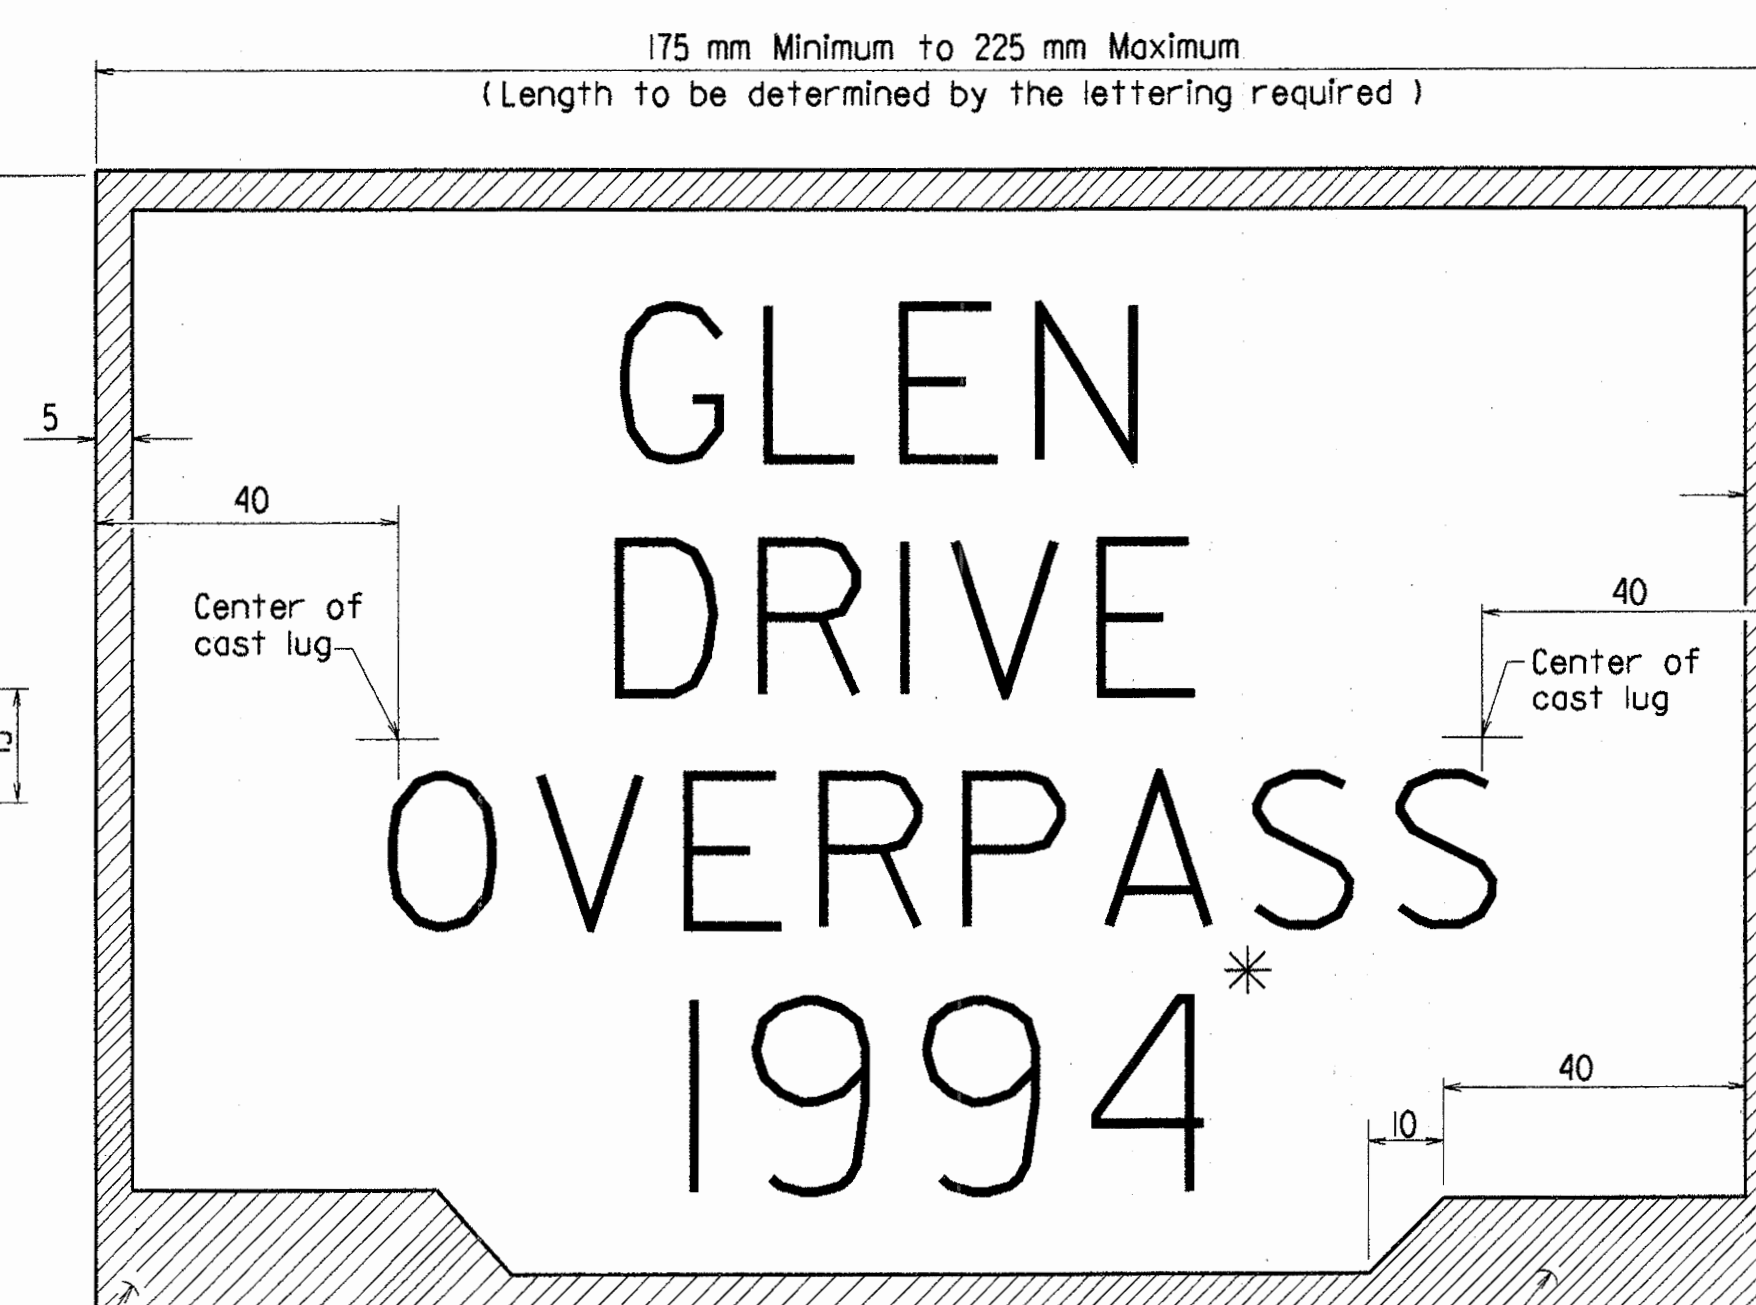 175 mm Minimum to 225 mm Maximum
(Length to be determined by the lettering required )
5
40
Center of
cast lug
40
Center of
cast lug
GLEN
DRIVE
OVERPASS
1994*
40
10